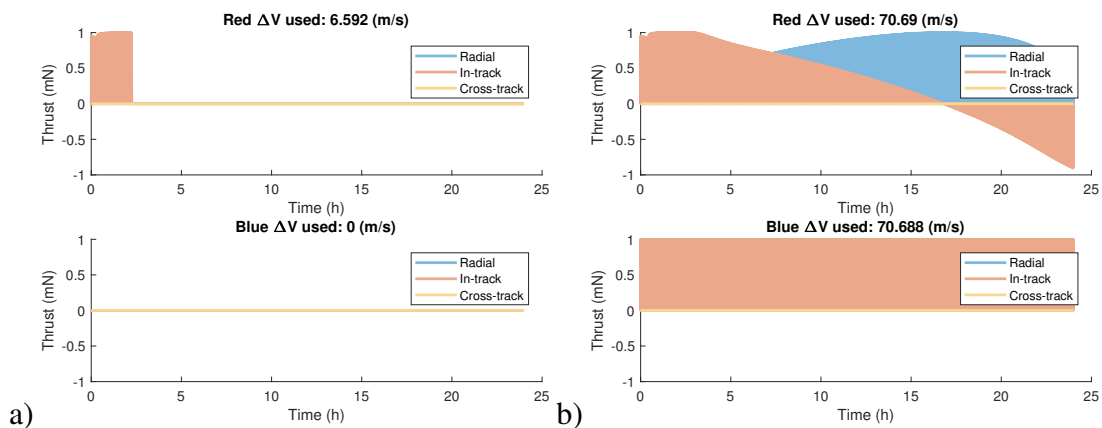 Red ΔV used: 6.592 (m/s)
1
0.5
0
-0.5
-1
Thrust (mN)
Radial
In-track
Cross-track
0 5 10 15 20 25
Time (h)
Blue ΔV used: 0 (m/s)
1
0.5
0
-0.5
-1
Thrust (mN)
Radial
In-track
Cross-track
0 5 10 15 20 25
Time (h)
a)
Red ΔV used: 70.69 (m/s)
1
0.5
0
-0.5
-1
Thrust (mN)
Radial
In-track
Cross-track
0 5 10 15 20 25
Time (h)
Blue ΔV used: 70.688 (m/s)
1
0.5
0
-0.5
-1
Thrust (mN)
Radial
In-track
Cross-track
0 5 10 15 20 25
Time (h)
b)